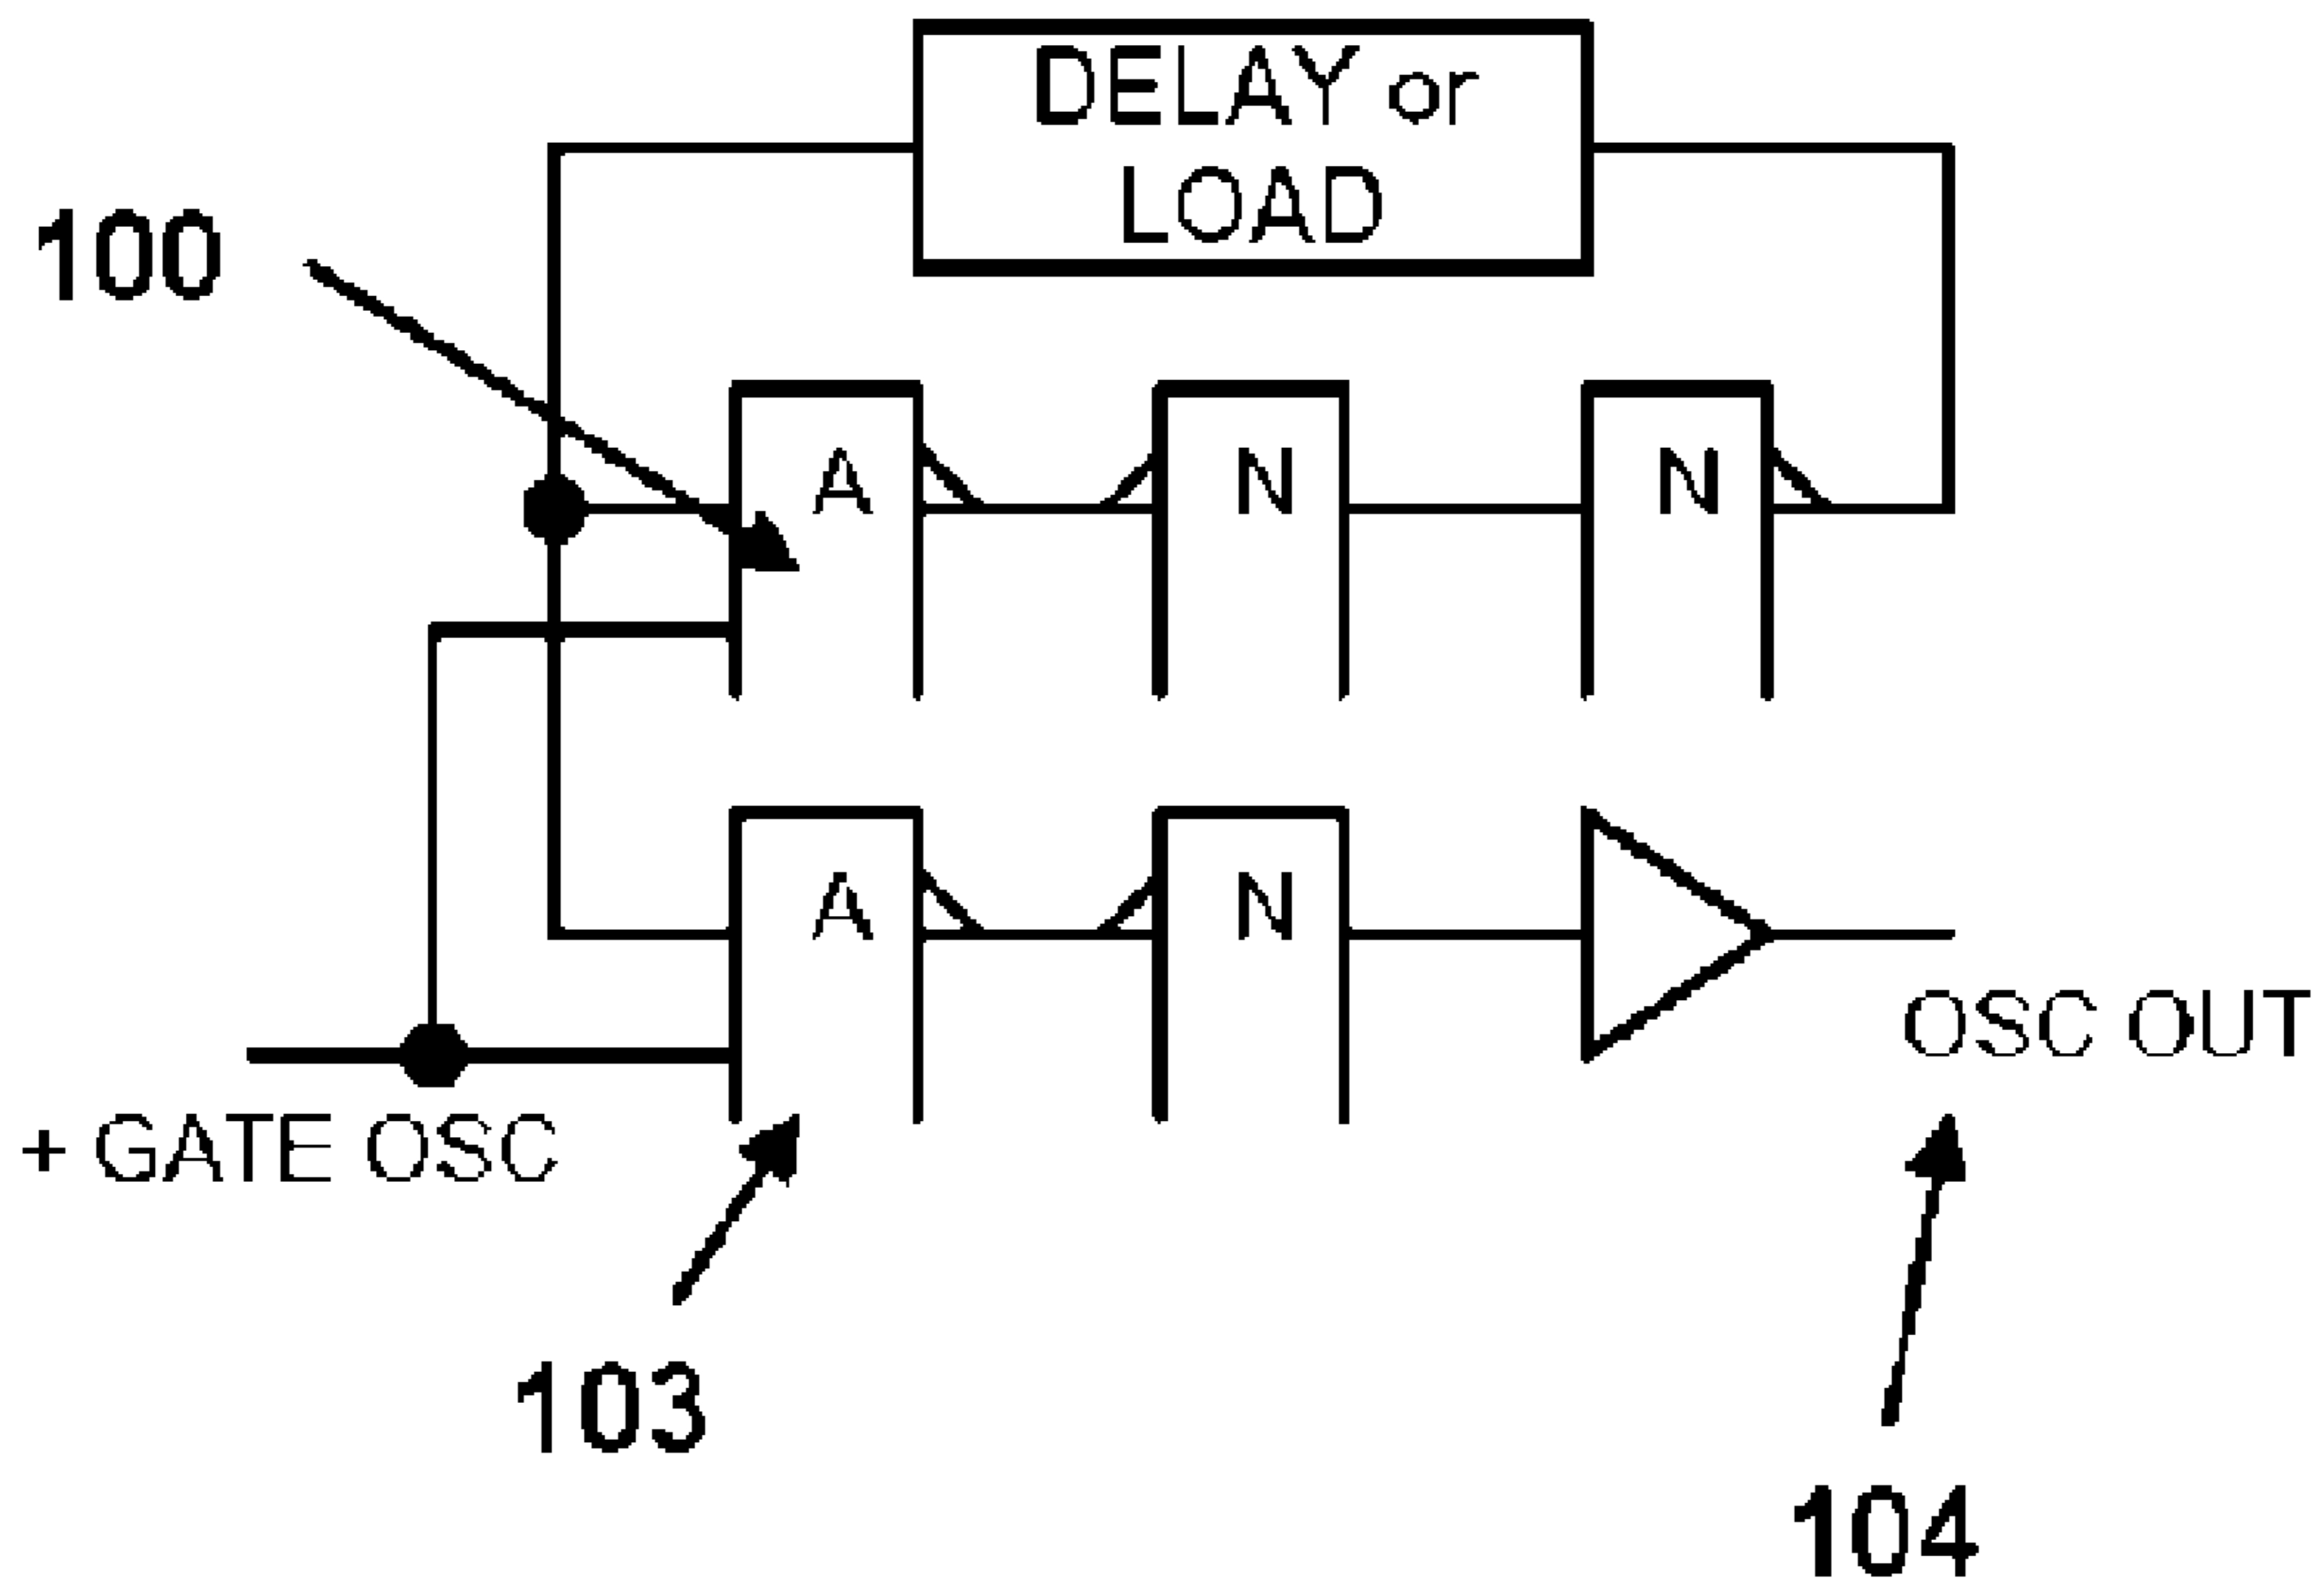 DELAY or
LOAD
100
A
N
N
A
N
OSC OUT
+ GATE OSC
103
104